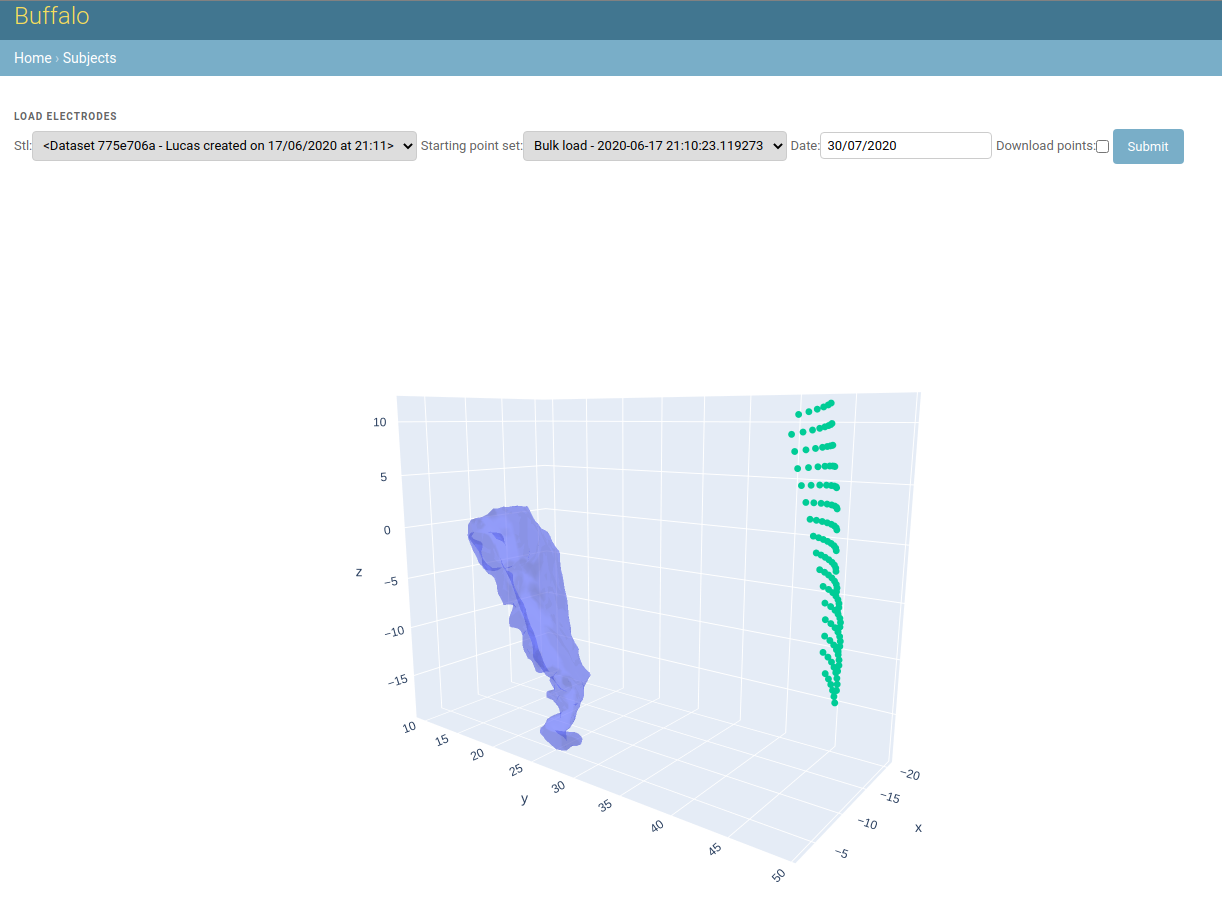 Buffalo
Home › Subjects
LOAD ELECTRODES
Stl: <Dataset 775e706a - Lucas created on 17/06/2020 at 21:11> Starting point set: Bulk load - 2020-06-17 21:10:23.119273 Date: 30/07/2020 Download points: Submit
10
5
0
z
−5
−10
−15
10
15
20
25
30
35
40
45
50
y
−20
−15
−10
−5
x